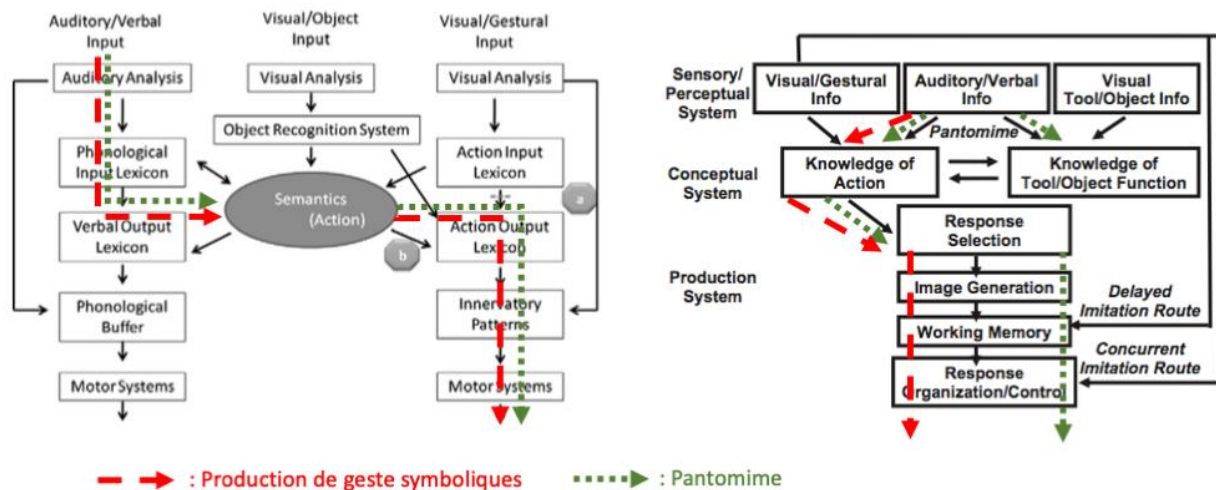 Auditory/Verbal
Input
Visual/Object
Input
Visual/Gestural
Input
Auditory Analysis
Visual Analysis
Visual Analysis
Object Recognition System
Phonological
Input Lexicon
Action Input
Lexicon
Semantics
(Action)
a
Verbal Output
Lexicon
b
Action Output
Lexicon
Phonological
Buffer
Innervatory
Patterns
Motor Systems
Motor Systems
Sensory/
Perceptual
System
Visual/Gestural
Info
Auditory/Verbal
Info
Visual
Tool/Object Info
Pantomime
Conceptual
System
Knowledge of
Action
Knowledge of
Tool/Object Function
Production
System
Response
Selection
Image Generation
Working Memory
Response
Organization/Control
Delayed
Imitation Route
Concurrent
Imitation Route
: Production de geste symboliques
: Pantomime